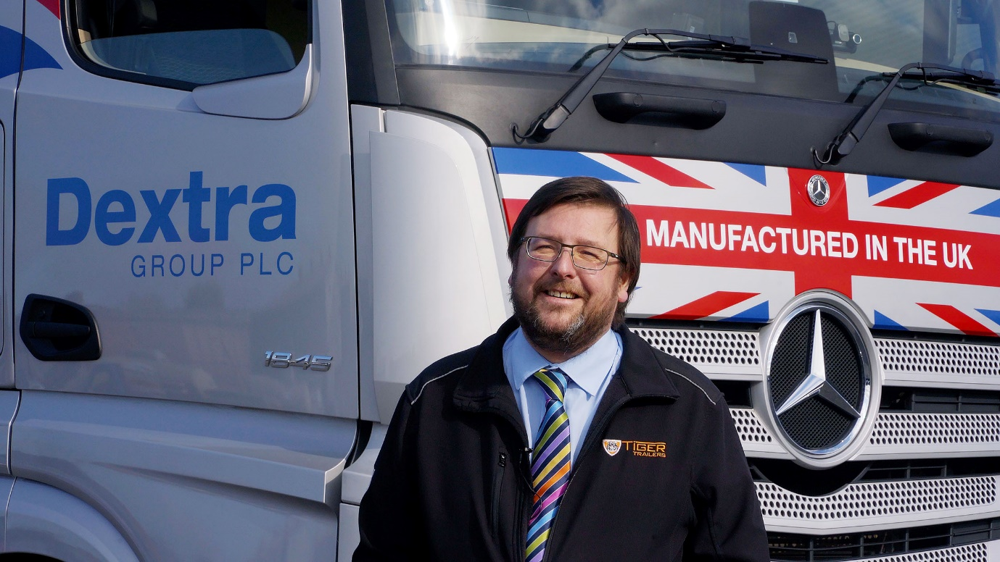 Dextra
GROUP PLC
1845
MANUFACTURED IN THE UK
TIGER
TRAILERS